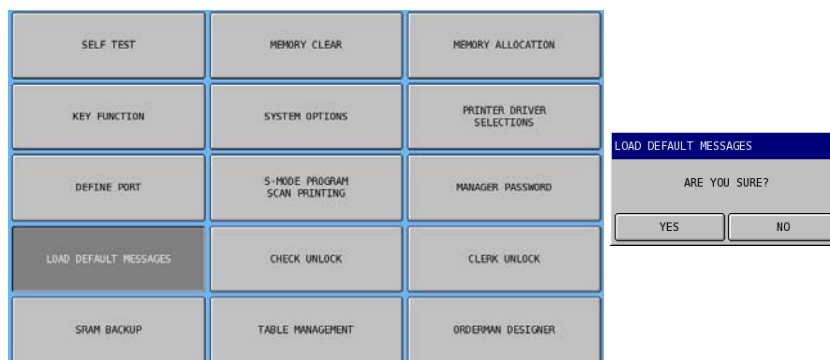 SELF TEST
MEMORY CLEAR
MEMORY ALLOCATION
KEY FUNCTION
SYSTEM OPTIONS
PRINTER DRIVER
SELECTIONS
DEFINE PORT
S-MODE PROGRAM
SCAN PRINTING
MANAGER PASSWORD
LOAD DEFAULT MESSAGES
CHECK UNLOCK
CLERK UNLOCK
SRAM BACKUP
TABLE MANAGEMENT
ORDERMAN DESIGNER
LOAD DEFAULT MESSAGES
ARE YOU SURE?
YES
NO